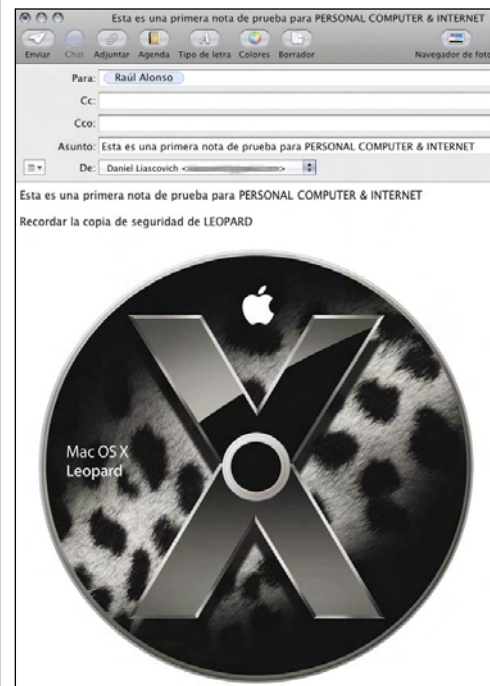 Esta es una primera nota de prueba para PERSONAL COMPUTER & INTERNET
Enviar Chat Adjuntar Agenda Tipo de letra Colores Borrador Navegador de foto
Para: Raúl Alonso
Cc:
Cco:
Asunto: Esta es una primera nota de prueba para PERSONAL COMPUTER & INTERNET
De: Daniel Liascovich <
Esta es una primera nota de prueba para PERSONAL COMPUTER & INTERNET
Recordar la copia de seguridad de LEOPARD
Mac OS X
Leopard